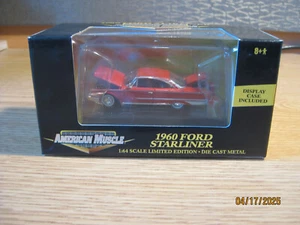 8+
DISPLAY
CASE
INCLUDED
AMERICAN MUSCLE
1960 FORD
STARLINER
1:64 SCALE LIMITED EDITION • DIE CAST METAL
04/17/2025